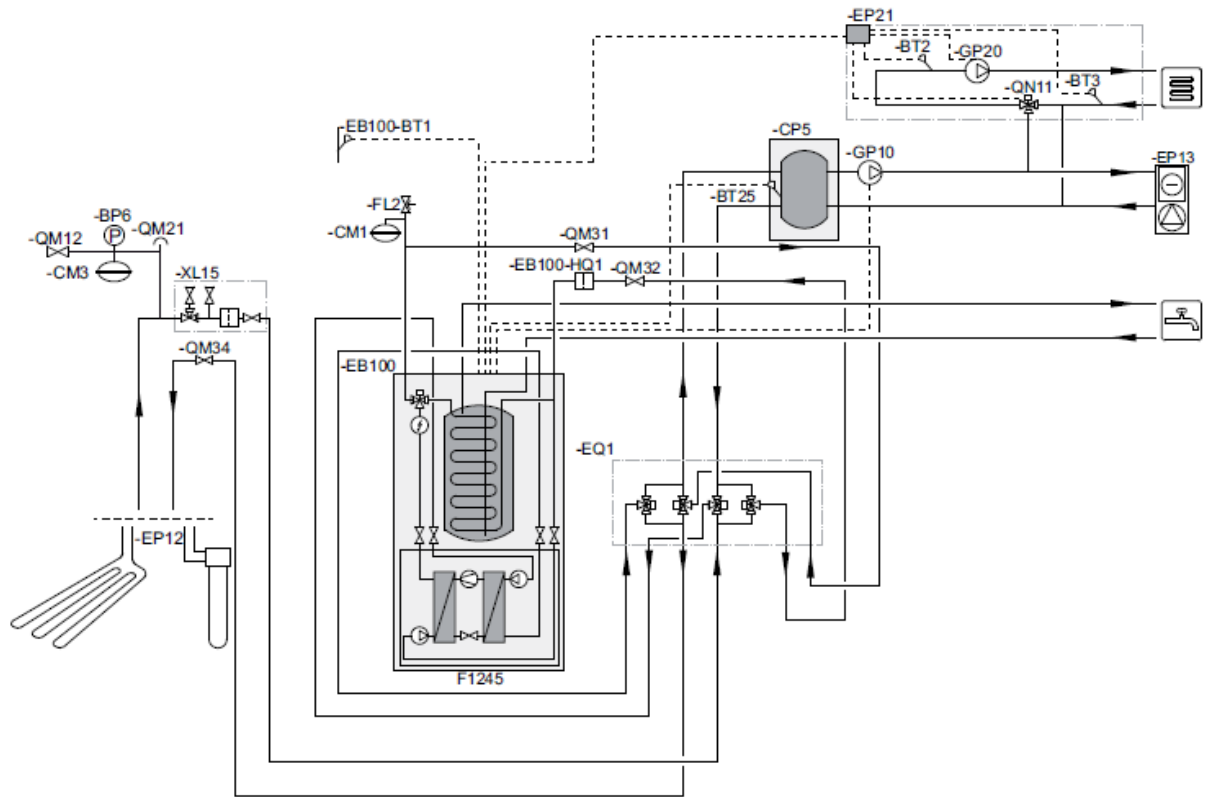 -EP21
-BT2
-GP20
-BT3
-QN11
-EB100-BT1
-CP5
-GP10
-EP13
-FL2
-BT25
-BP6
-QM21
-QM12
-CM1
-QM31
P
-CM3
-XL15
-EB100-HQ1
-QM32
-QM34
-EB100
-EQ1
-EP12
F1245